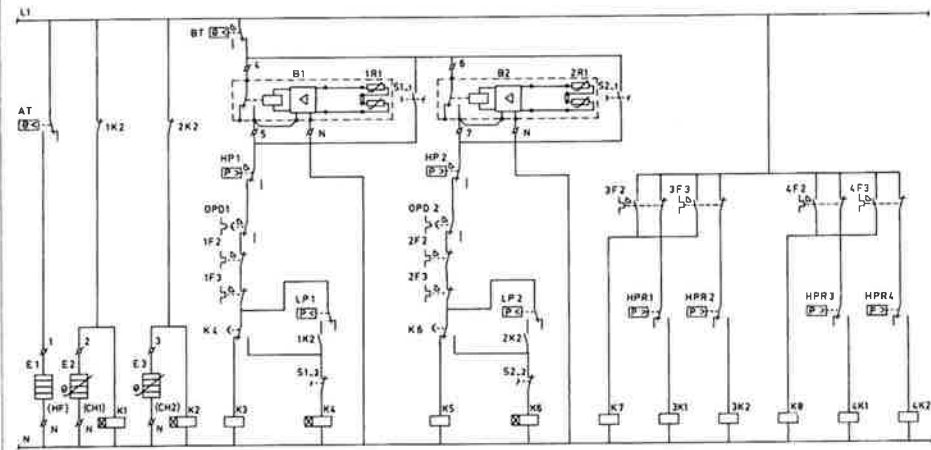 L1
BT
4
6
B1
1R1
S1.1
B2
2R1
S2.1
AT
1K2
2K2
5
N
7
N
HP1
HP2
3F2
3F3
4F2
4F3
OPD1
OPD2
1F2
2F2
1F3
2F3
LP1
LP2
HPR1
HPR2
HPR3
HPR4
K4
1K2
K6
2K2
1
2
3
E1
E2
E3
S1.2
S2.2
(HF)
(CH1)
K1
(CH2)
K2
K3
K4
K5
K6
K7
3K1
3K2
K8
4K1
4K2
N
N
N
N